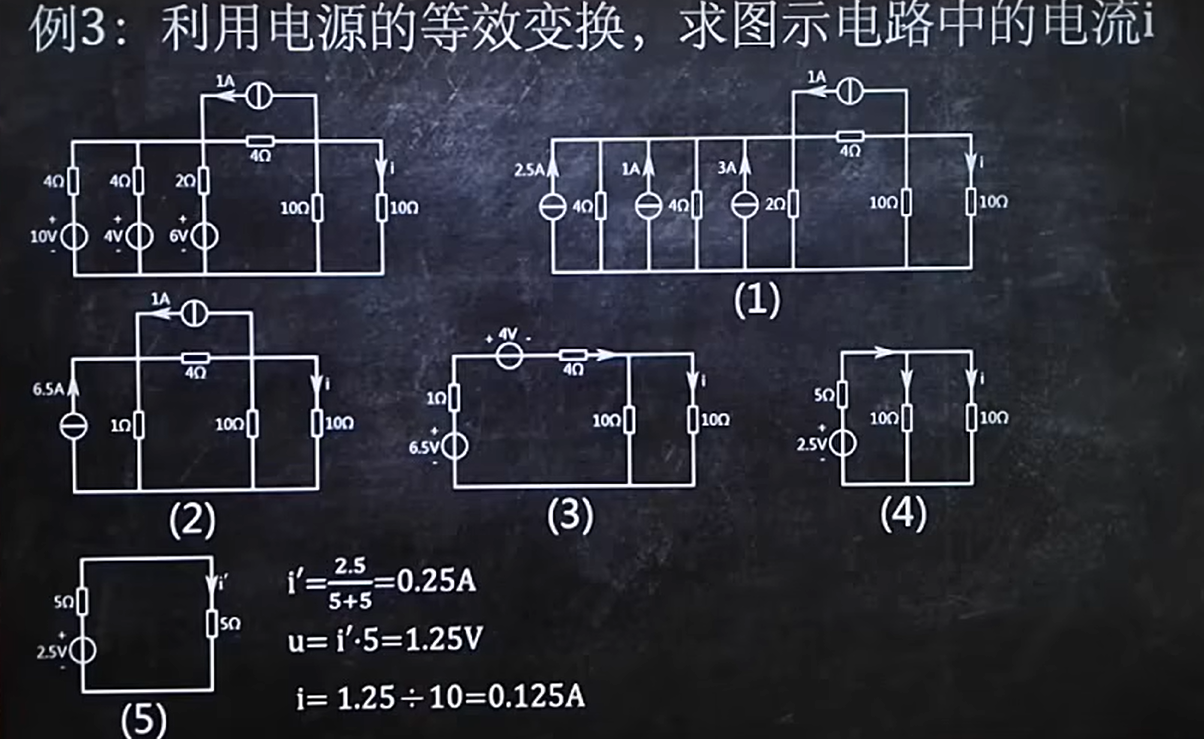 例3：利用电源的等效变换，求图示电路中的电流i
1A
4Ω
4Ω 4Ω 2Ω
i
10Ω 10Ω
+ + +
10V 4V 6V
- - -
1A
4Ω
2.5A 1A 3A
i
4Ω 4Ω 2Ω 10Ω 10Ω
(1)
1A
4Ω
6.5A
i
1Ω 10Ω 10Ω
(2)
+ 4V -
4Ω
i
1Ω
10Ω 10Ω
+
6.5V
-
(3)
i
5Ω
10Ω 10Ω
+
2.5V
-
(4)
i′
5Ω
5Ω
+
2.5V
-
(5)
i′=2.5/5+5=0.25A
u= i′·5=1.25V
i= 1.25÷10=0.125A